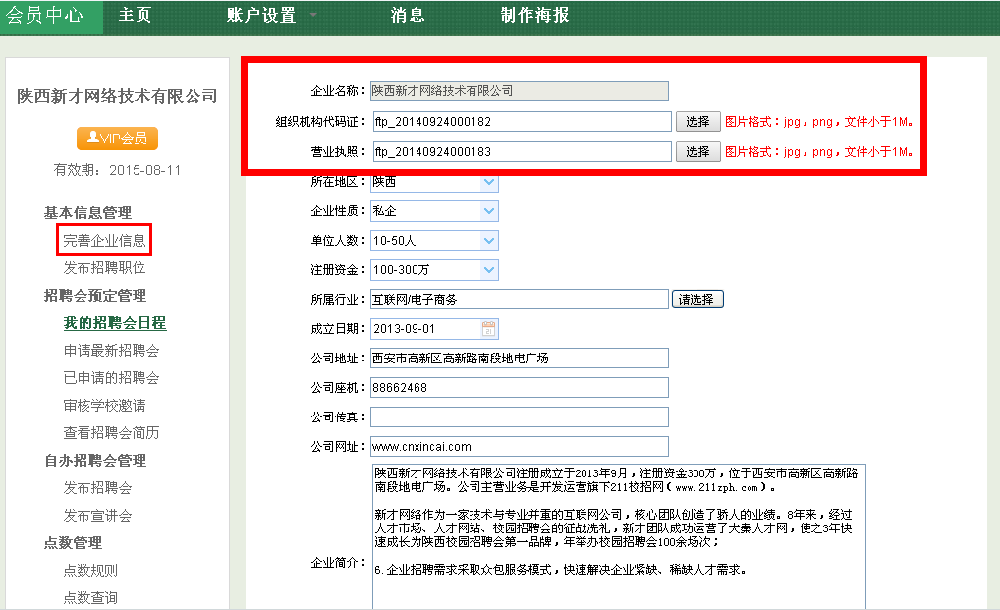 会员中心 主页 账户设置 消息 制作海报
陕西新才网络技术有限公司
VIP会员
有效期：2015-08-11
基本信息管理
完善企业信息
发布招聘职位
招聘会预定管理
我的招聘会日程
申请最新招聘会
已申请的招聘会
审核学校邀请
查看招聘会简历
自办招聘会管理
发布招聘会
发布宣讲会
点数管理
点数规则
点数查询
企业名称：陕西新才网络技术有限公司
组织机构代码证：ftp_20140924000182 选择 图片格式：jpg，png，文件小于1M。
营业执照：ftp_20140924000183 选择 图片格式：jpg，png，文件小于1M。
所在地区：陕西
企业性质：私企
单位人数：10-50人
注册资金：100-300万
所属行业：互联网/电子商务 请选择
成立日期：2013-09-01
公司地址：西安市高新区高新路南段地电广场
公司座机：88662468
公司传真：
公司网址：www.cnxincai.com
企业简介：
陕西新才网络技术有限公司注册成立于2013年9月，注册资金300万，位于西安市高新区高新路
南段地电广场。公司主营业务是开发运营旗下211校招网（www.211zph.com）。
新才网络作为一家技术与专业并重的互联网公司，核心团队创造了骄人的业绩。8年来，经过
人才市场、人才网站、校园招聘会的征战洗礼，新才团队成功运营了大秦人才网，使之3年快
速成长为陕西校园招聘会第一品牌，年举办校园招聘会100余场次；
6.企业招聘需求采取众包服务模式，快速解决企业紧缺、稀缺人才需求。